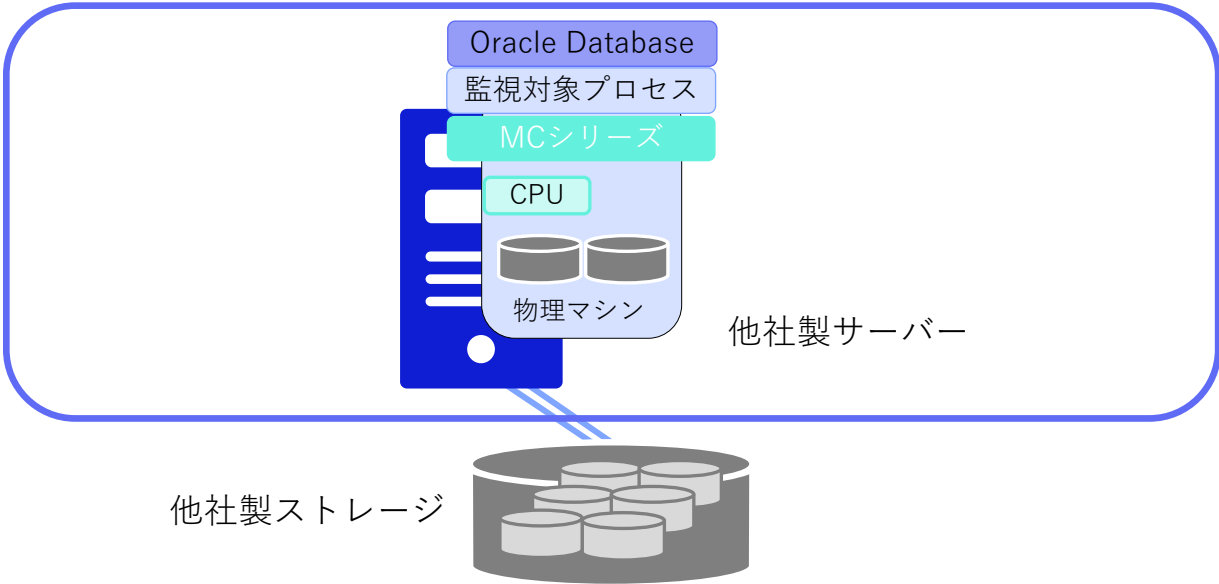 Oracle Database
監視対象プロセス
MCシリーズ
CPU
物理マシン
他社製サーバー
他社製ストレージ